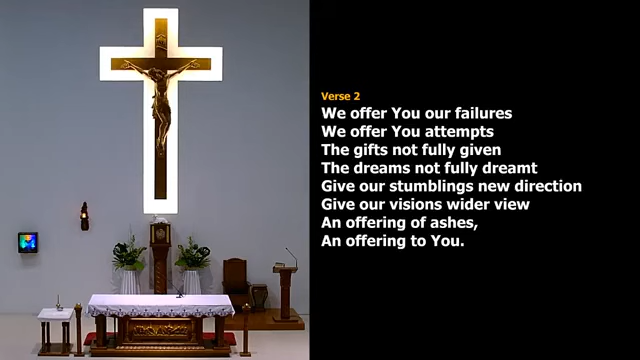 Verse 2
We offer You our failures
We offer You attempts
The gifts not fully given
The dreams not fully dreamt
Give our stumblings new direction
Give our visions wider view
An offering of ashes,
An offering to You.